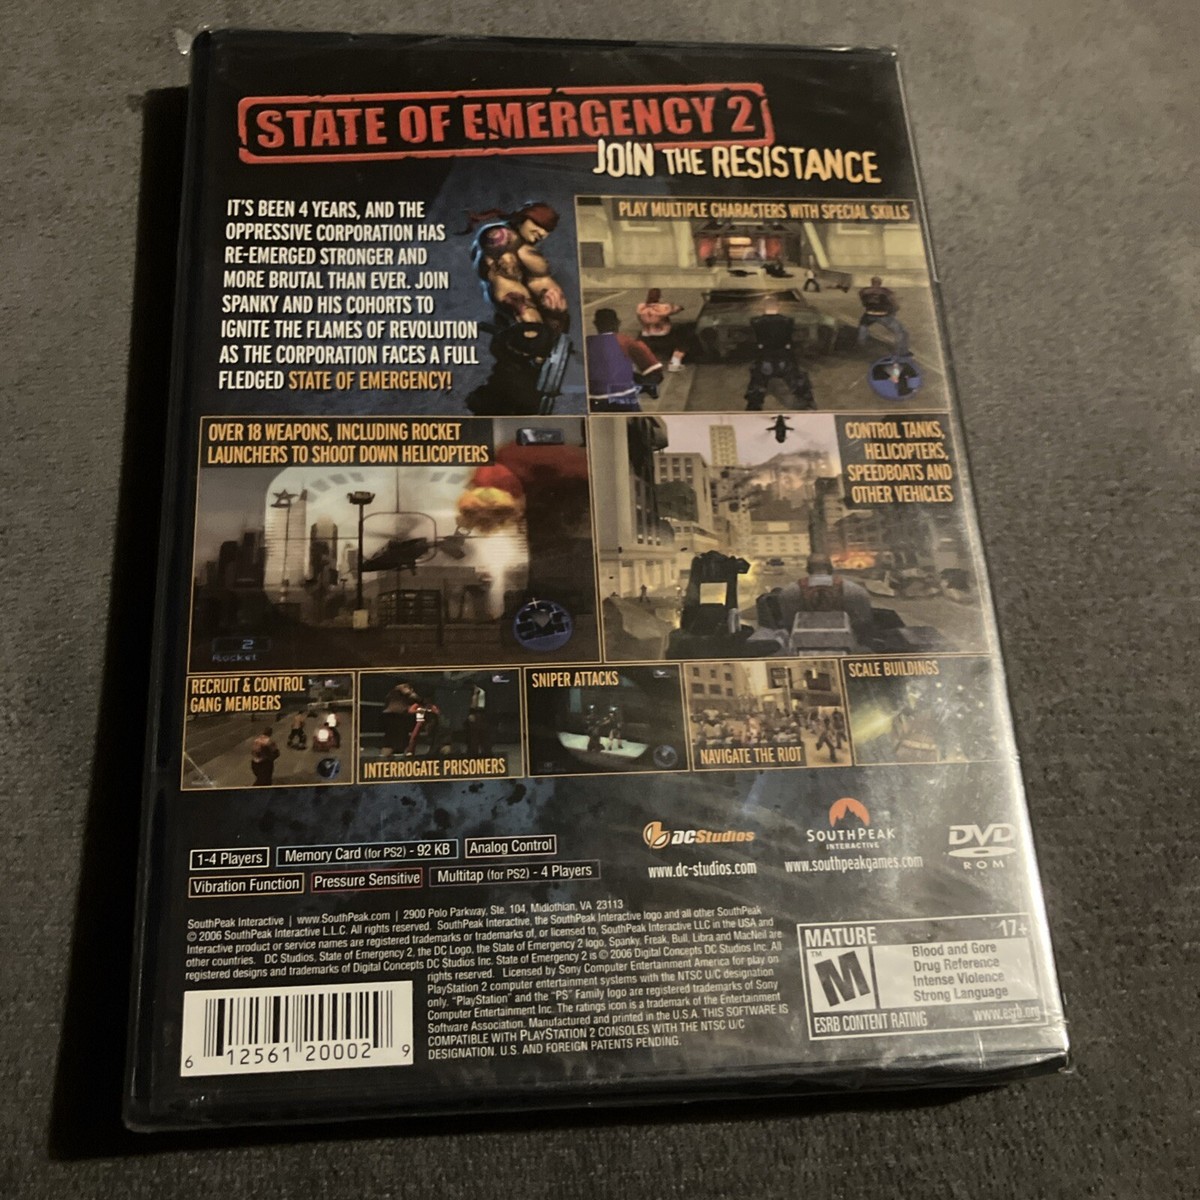 STATE OF EMERGENCY 2
JOIN THE RESISTANCE
IT'S BEEN 4 YEARS, AND THE
OPPRESSIVE CORPORATION HAS
RE-EMERGED STRONGER AND
MORE BRUTAL THAN EVER. JOIN
SPANKY AND HIS COHORTS TO
IGNITE THE FLAMES OF REVOLUTION
AS THE CORPORATION FACES A FULL
FLEDGED STATE OF EMERGENCY!
PLAY MULTIPLE CHARACTERS WITH SPECIAL SKILLS
OVER 18 WEAPONS, INCLUDING ROCKET
LAUNCHERS TO SHOOT DOWN HELICOPTERS
2
Rocket
CONTROL TANKS,
HELICOPTERS,
SPEEDBOATS AND
OTHER VEHICLES
RECRUIT & CONTROL
GANG MEMBERS
INTERROGATE PRISONERS
SNIPER ATTACKS
NAVIGATE THE RIOT
SCALE BUILDINGS
1-4 Players
Memory Card (for PS2) - 92 KB
Analog Control
Vibration Function
Pressure Sensitive
Multitap (for PS2) - 4 Players
DC Studios
www.dc-studios.com
SOUTHPEAK
INTERACTIVE
www.southpeakgames.com
DVD
ROM
SouthPeak Interactive | www.SouthPeak.com | 2900 Polo Parkway, Ste. 104, Midlothian, VA 23113
© 2006 SouthPeak Interactive L.L.C. All rights reserved. SouthPeak Interactive, the SouthPeak Interactive logo and all other SouthPeak
Interactive product or service names are registered trademarks or trademarks of, or licensed to, SouthPeak Interactive LLC in the USA and
other countries. DC Studios, State of Emergency 2, the DC Logo, the State of Emergency 2 logo, Spanky, Freak, Bull, Libra and MacNeil are
registered designs and trademarks of Digital Concepts DC Studios Inc. State of Emergency 2 is © 2006 Digital Concepts DC Studios Inc. All
rights reserved. Licensed by Sony Computer Entertainment America for play on
PlayStation 2 computer entertainment systems with the NTSC U/C designation
only. "PlayStation" and the "PS" Family logo are registered trademarks of Sony
Computer Entertainment Inc. The ratings icon is a trademark of the Entertainment
Software Association. Manufactured and printed in the U.S.A. THIS SOFTWARE IS
COMPATIBLE WITH PLAYSTATION 2 CONSOLES WITH THE NTSC U/C
DESIGNATION. U.S. AND FOREIGN PATENTS PENDING.
6 12561 20002 9
MATURE 17+
M
Blood and Gore
Drug Reference
Intense Violence
Strong Language
ESRB CONTENT RATING www.esrb.org